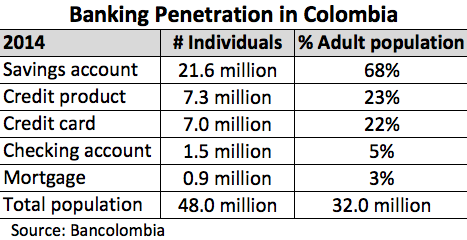 Banking Penetration in Colombia
2014 # Individuals % Adult population
Savings account 21.6 million 68%
Credit product 7.3 million 23%
Credit card 7.0 million 22%
Checking account 1.5 million 5%
Mortgage 0.9 million 3%
Total population 48.0 million 32.0 million
Source: Bancolombia